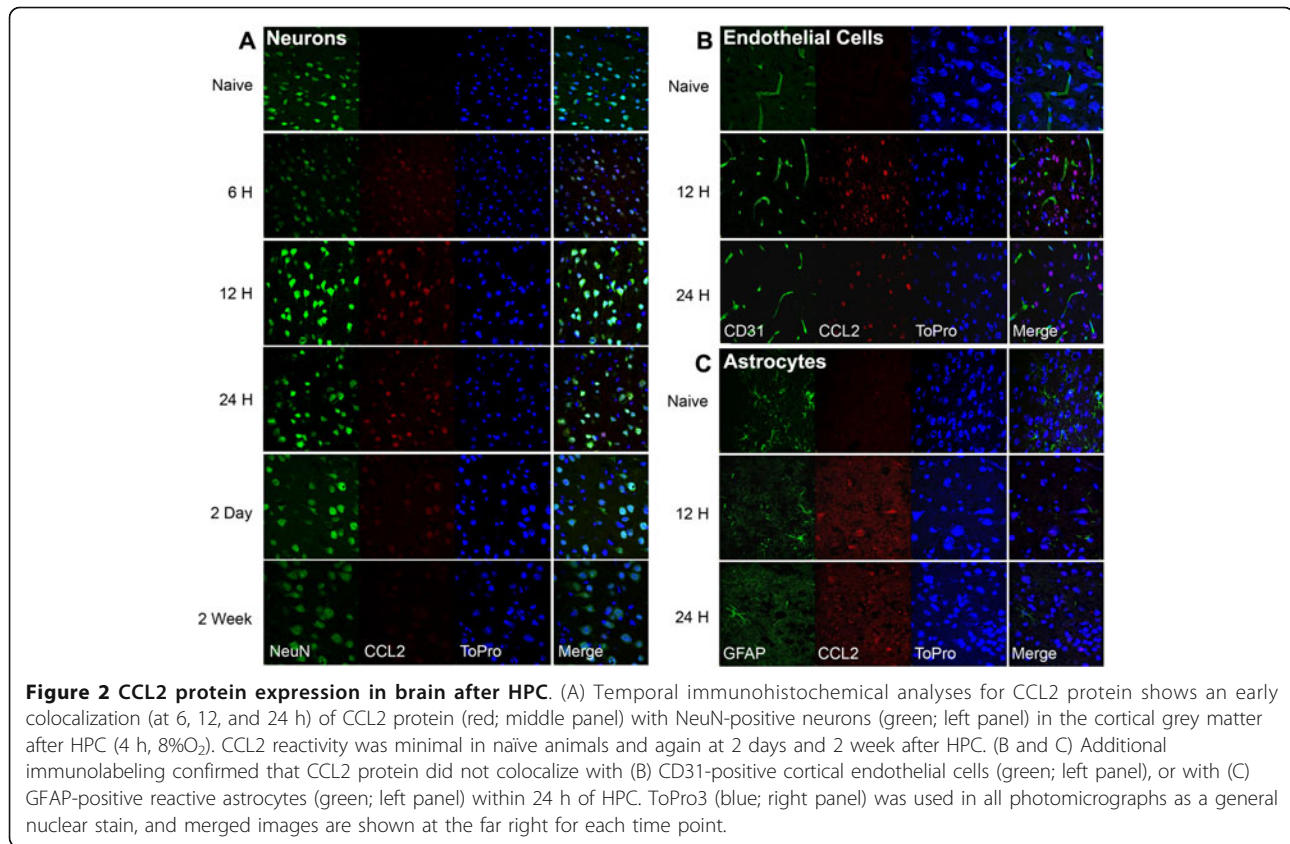 A Neurons
Naive
6 H
12 H
24 H
2 Day
2 Week
NeuN CCL2 ToPro Merge
B Endothelial Cells
Naive
12 H
24 H
CD31 CCL2 ToPro Merge
C Astrocytes
Naive
12 H
24 H
GFAP CCL2 ToPro Merge
Figure 2 CCL2 protein expression in brain after HPC. (A) Temporal immunohistochemical analyses for CCL2 protein shows an early
colocalization (at 6, 12, and 24 h) of CCL2 protein (red; middle panel) with NeuN-positive neurons (green; left panel) in the cortical grey matter
after HPC (4 h, 8%O₂). CCL2 reactivity was minimal in naïve animals and again at 2 days and 2 week after HPC. (B and C) Additional
immunolabeling confirmed that CCL2 protein did not colocalize with (B) CD31-positive cortical endothelial cells (green; left panel), or with (C)
GFAP-positive reactive astrocytes (green; left panel) within 24 h of HPC. ToPro3 (blue; right panel) was used in all photomicrographs as a general
nuclear stain, and merged images are shown at the far right for each time point.